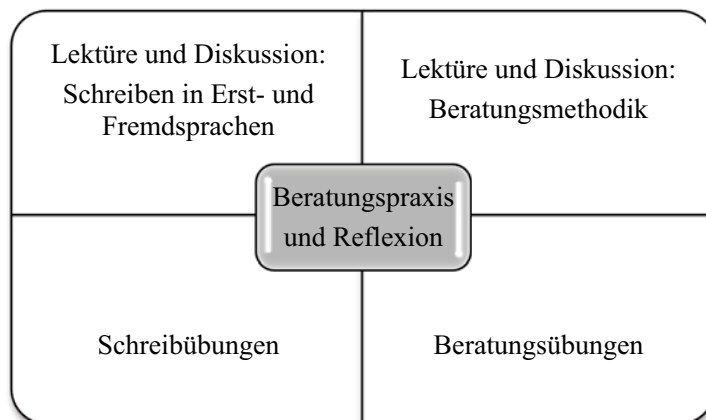 Lektüre und Diskussion:
Schreiben in Erst- und
Fremdsprachen
Lektüre und Diskussion:
Beratungsmethodik
Beratungspraxis
und Reflexion
Schreibübungen
Beratungsübungen